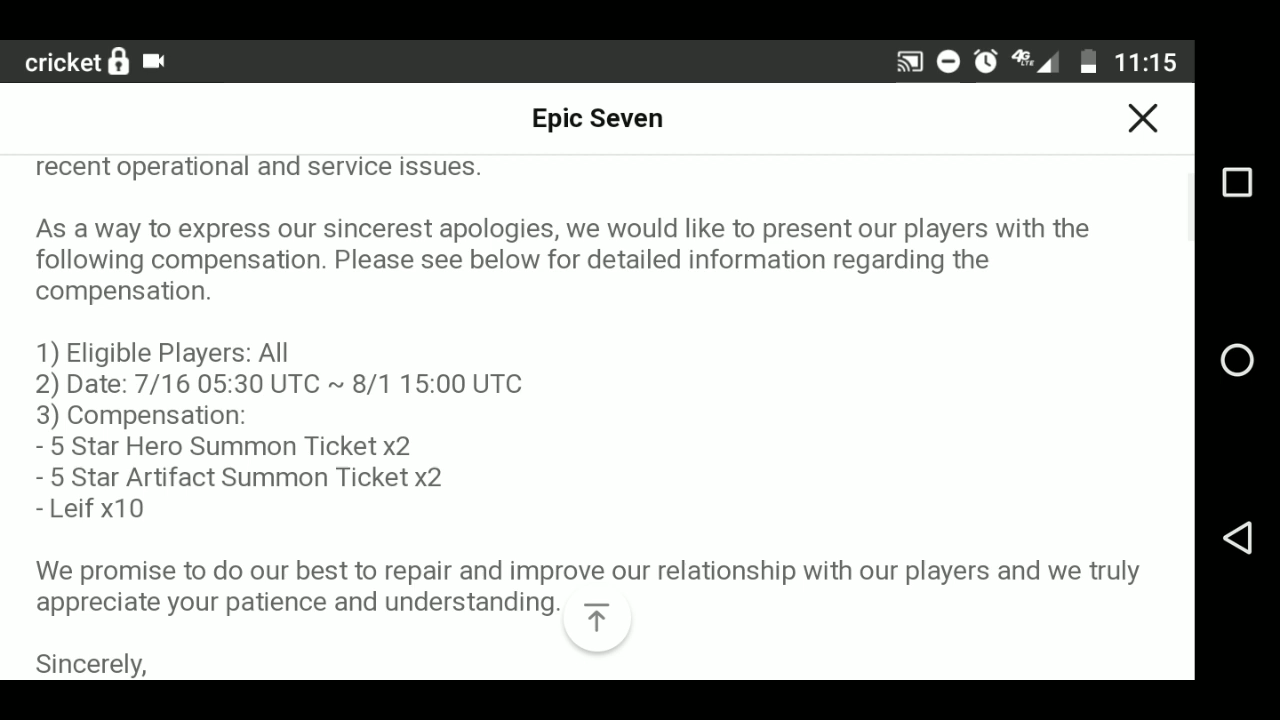 cricket 4G LTE 11:15
Epic Seven
recent operational and service issues.
As a way to express our sincerest apologies, we would like to present our players with the
following compensation. Please see below for detailed information regarding the
compensation.
1) Eligible Players: All
2) Date: 7/16 05:30 UTC ~ 8/1 15:00 UTC
3) Compensation:
- 5 Star Hero Summon Ticket x2
- 5 Star Artifact Summon Ticket x2
- Leif x10
We promise to do our best to repair and improve our relationship with our players and we truly
appreciate your patience and understanding.
Sincerely,